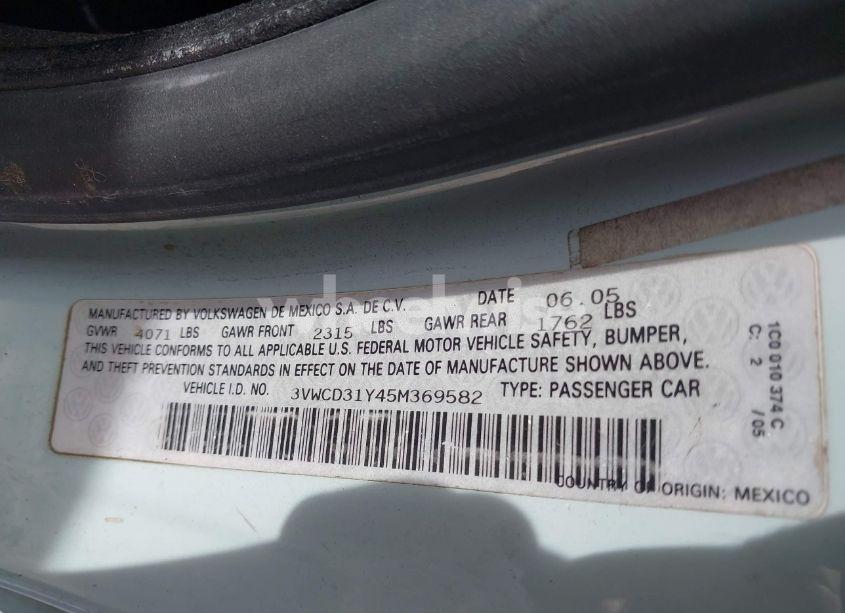 MANUFACTURED BY VOLKSWAGEN DE MEXICO S.A. DE C.V. DATE 06.05
GVWR 4071 LBS GAWR FRONT 2315 LBS GAWR REAR 1762 LBS
THIS VEHICLE CONFORMS TO ALL APPLICABLE U.S. FEDERAL MOTOR VEHICLE SAFETY, BUMPER,
AND THEFT PREVENTION STANDARDS IN EFFECT ON THE DATE OF MANUFACTURE SHOWN ABOVE.
VEHICLE I.D. NO. 3VWCD31Y45M369582 TYPE: PASSENGER CAR
COUNTRY OF ORIGIN: MEXICO
1C0 010 374 C
C: 2 /05